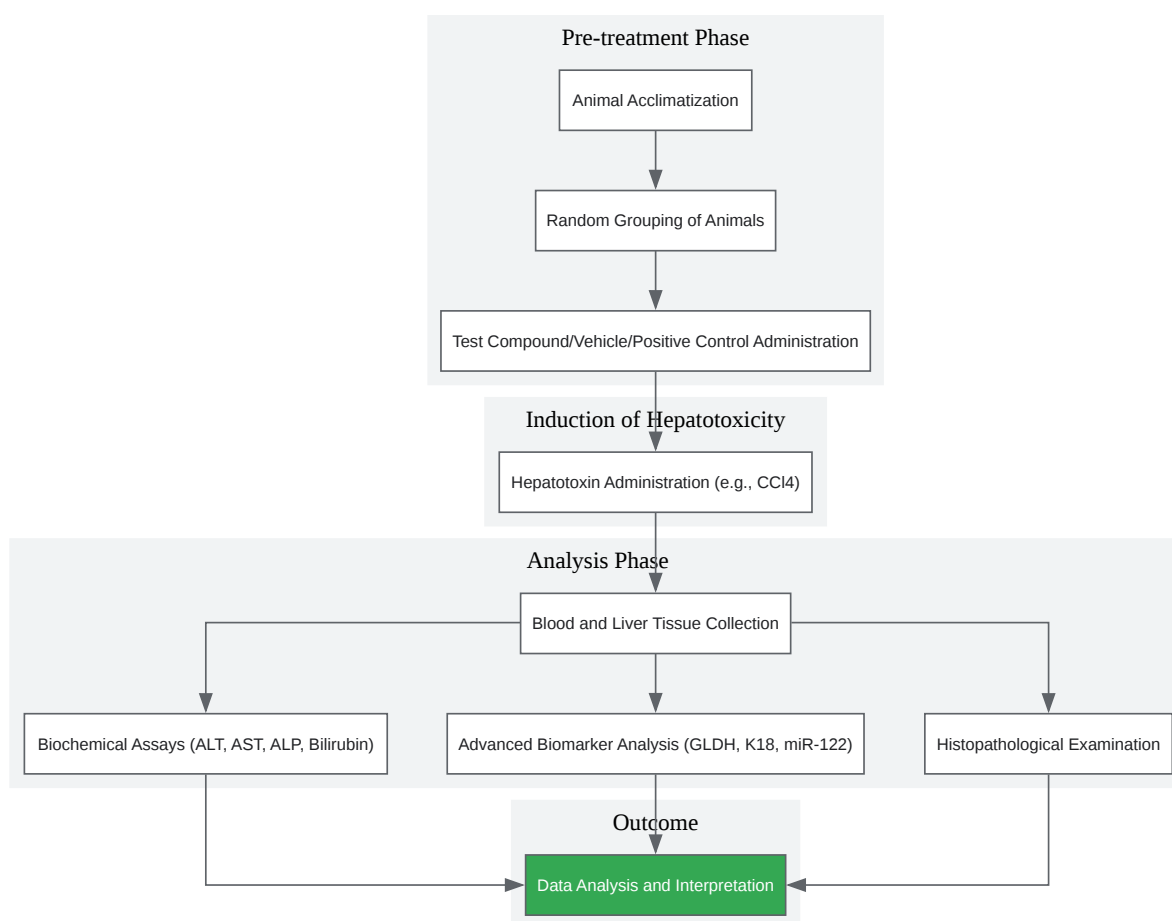 Pre-treatment Phase
Animal Acclimatization
Random Grouping of Animals
Test Compound/Vehicle/Positive Control Administration
Induction of Hepatotoxicity
Hepatotoxin Administration (e.g., CCl4)
Analysis Phase
Blood and Liver Tissue Collection
Biochemical Assays (ALT, AST, ALP, Bilirubin)
Advanced Biomarker Analysis (GLDH, K18, miR-122)
Histopathological Examination
Outcome
Data Analysis and Interpretation